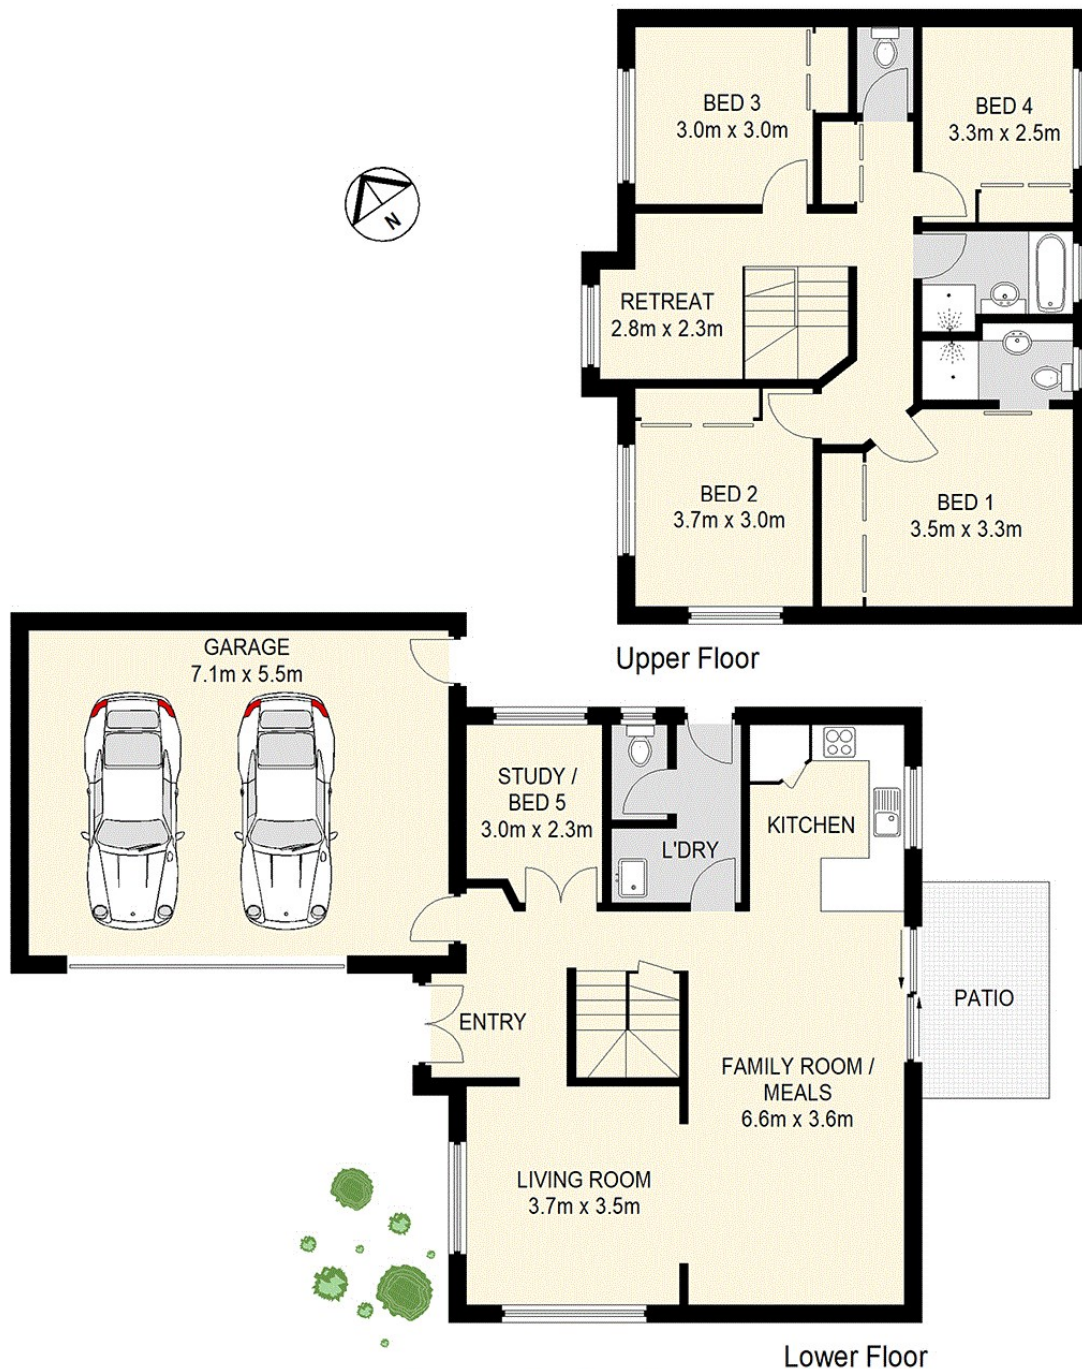 BED 3
3.0m x 3.0m
BED 4
3.3m x 2.5m
N
RETREAT
2.8m x 2.3m
BED 2
3.7m x 3.0m
BED 1
3.5m x 3.3m
Upper Floor
GARAGE
7.1m x 5.5m
STUDY /
BED 5
3.0m x 2.3m
L'DRY
KITCHEN
ENTRY
PATIO
FAMILY ROOM /
MEALS
6.6m x 3.6m
LIVING ROOM
3.7m x 3.5m
Lower Floor